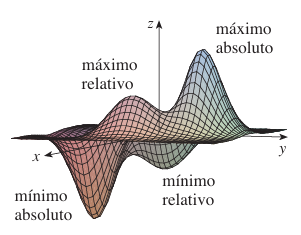 z
máximo
absoluto
máximo
relativo
x
y
mínimo
relativo
mínimo
absoluto